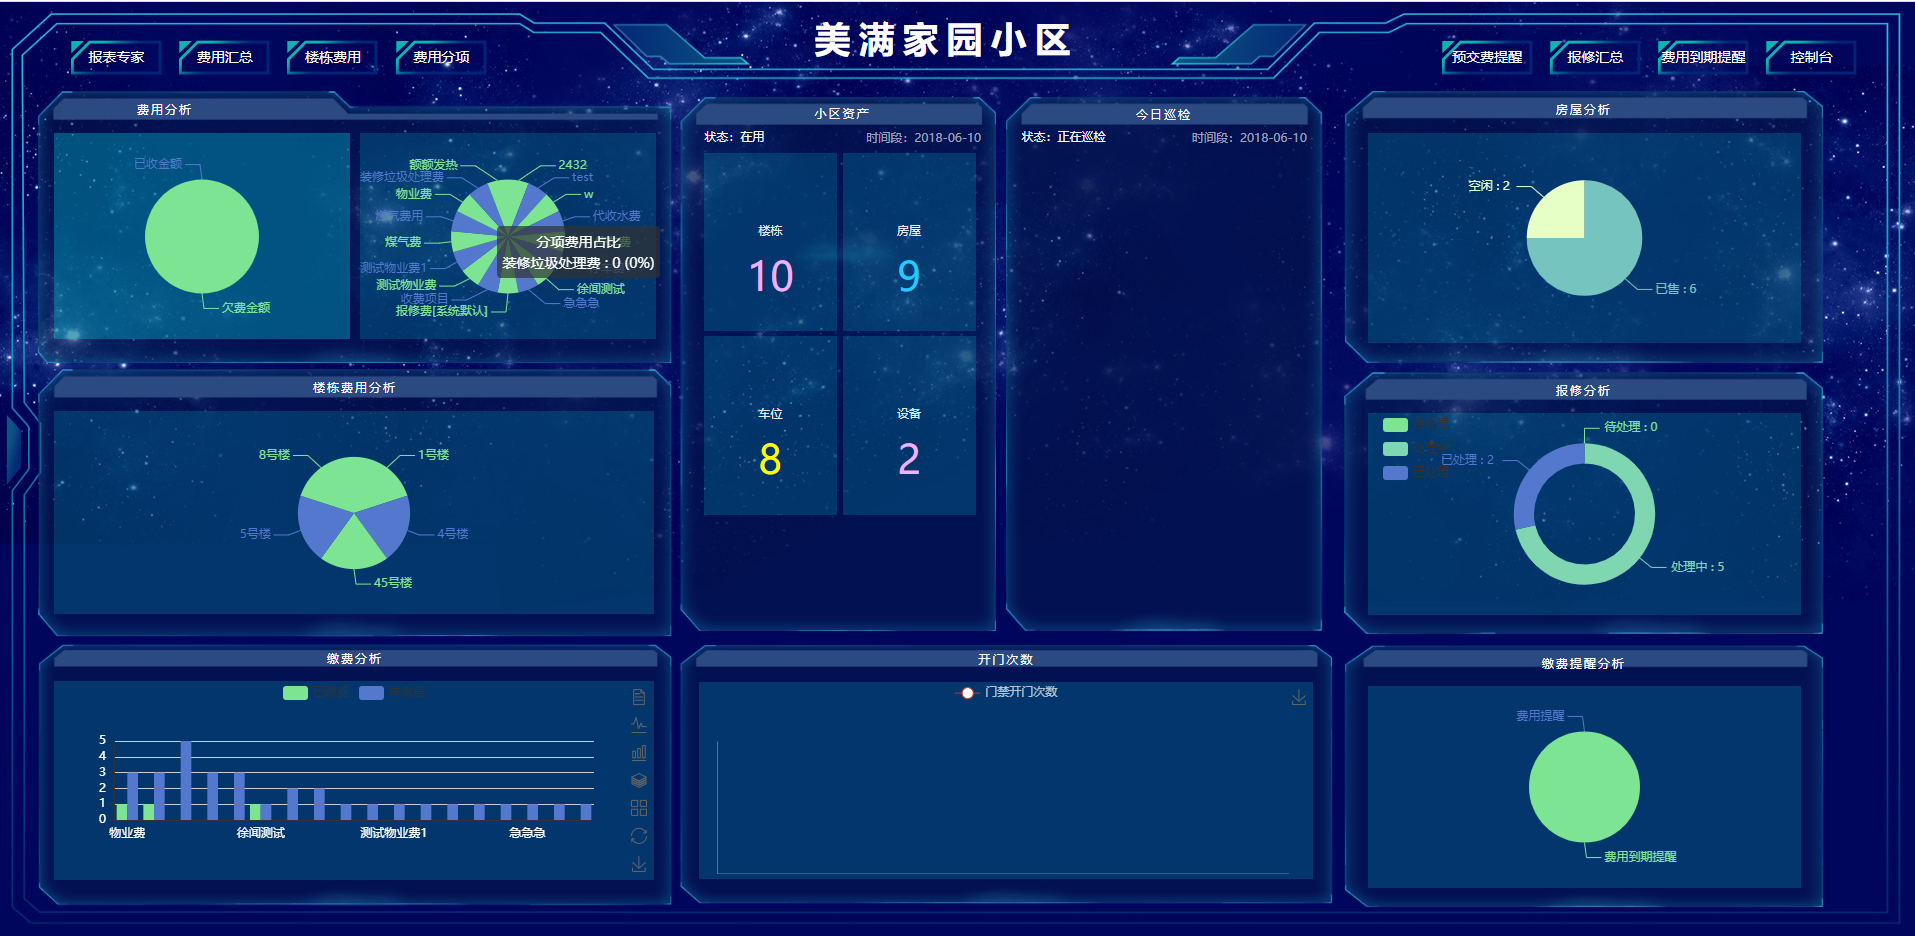 美满家园小区
报表专家
费用汇总
楼栋费用
费用分项
预交费提醒
报修汇总
费用到期提醒
控制台
费用分析
已收金额
欠费金额
额额发热
装修垃圾处理费
物业费
煤气费
测试物业费1
测试物业费
收费项目
报修费[系统默认]
2432
test
w
代收水费
分项费用占比
装修垃圾处理费 : 0 (0%)
徐闻测试
急急急
小区资产
状态：在用
时间段：2018-06-10
楼栋
10
房屋
9
车位
8
设备
2
今日巡检
状态：正在巡检
时间段：2018-06-10
房屋分析
空闲 : 2
已售 : 6
楼栋费用分析
8号楼
1号楼
5号楼
4号楼
45号楼
报修分析
待处理 : 0
已处理 : 2
处理中 : 5
缴费分析
5
4
3
2
1
0
物业费
徐闻测试
测试物业费1
急急急
开门次数
门禁开门次数
缴费提醒分析
费用提醒
费用到期提醒